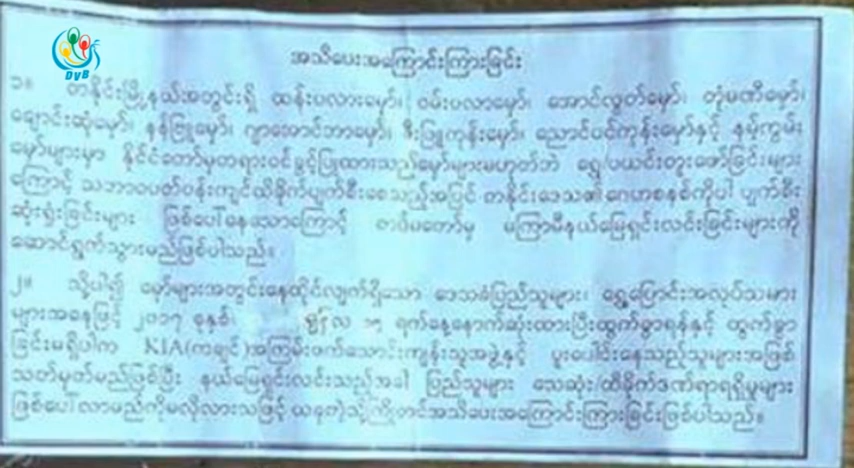 DVB
အသိပေးအကြောင်းကြားခြင်း
၁။ တနိုင်းမြို့နယ်အတွင်းရှိ ထန်းပလားမှော်၊ ဝမ်းပလာမှော်၊ အောင်လွတ်မှော်၊ တုံမဏီမှော်၊
ချောင်းဆုံမှော်၊ နန့်ဗြူမှော်၊ ဂျာအောင်ဘာမှော်၊ ဒီးဖြူကုန်းမှော်၊ ညောင်ပင်ကုန်းမှော်နှင့် နမ့်ကွမ်း
မှော်များမှာ နိုင်ငံတော်မှတရားဝင်ခွင့်ပြုထားသည့်မှော်များမဟုတ်ဘဲ ရွှေ/ပယင်းတူးဖော်ခြင်းများ
ကြောင့် သဘာဝပတ်ဝန်းကျင်ထိခိုက်ပျက်စီးစေသည့်အပြင် တနိုင်းဒေသ၏ဂေဟစနစ်ကိုပါ ပျက်စီး
ဆုံးရှုံးခြင်းများ ဖြစ်ပေါ်နေသောကြောင့် တပ်မတော်မှ မကြာမီနယ်မြေရှင်းလင်းခြင်းများကို
ဆောင်ရွက်သွားမည်ဖြစ်ပါသည်။
၂။ သို့ပါ၍ မှော်များအတွင်းနေထိုင်လျက်ရှိသော ဒေသခံပြည်သူများ၊ ရွှေ့ပြောင်းအလုပ်သမား
များအနေဖြင့် ၂၀၁၇ ခုနှစ်၊ ဇွန်လ ၁၅ ရက်နေ့နောက်ဆုံးထားပြီးထွက်ခွာရန်နှင့် ထွက်ခွာ
ခြင်းမရှိပါက KIA(ကချင်)အကြမ်းဖက်သောင်းကျန်းသူအဖွဲ့နှင့် ပူးပေါင်းနေသည့်သူများအဖြစ်
သတ်မှတ်မည်ဖြစ်ပြီး နယ်မြေရှင်းလင်းသည့်အခါ ပြည်သူများ သေဆုံး/ထိခိုက်ဒဏ်ရာရရှိမှုများ
ဖြစ်ပေါ်လာမည်ကိုမလိုလားသဖြင့် ယခုကဲ့သို့ကြိုတင်အသိပေးအကြောင်းကြားခြင်းဖြစ်ပါသည်။